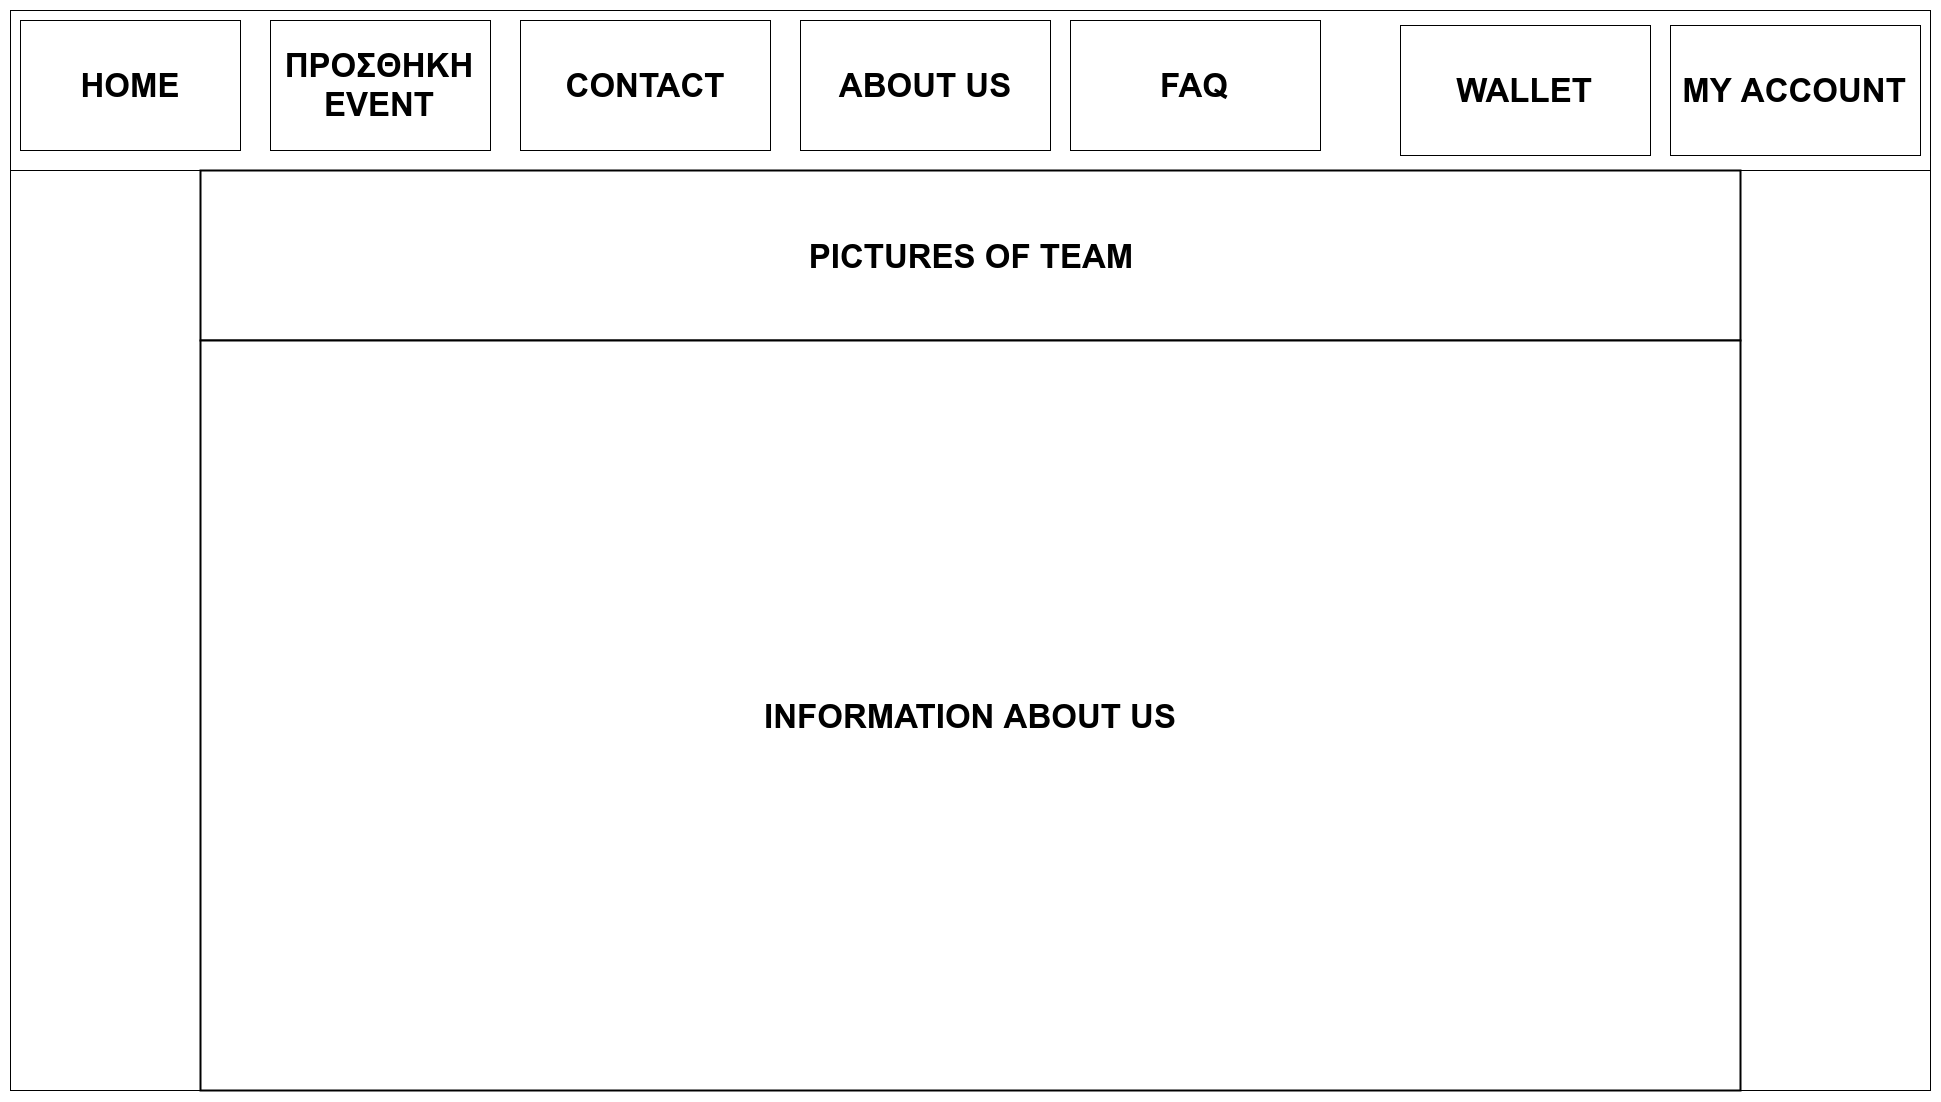 HOME
ΠΡΟΣΘΗΚΗ
EVENT
CONTACT
ABOUT US
FAQ
WALLET
MY ACCOUNT
PICTURES OF TEAM
INFORMATION ABOUT US